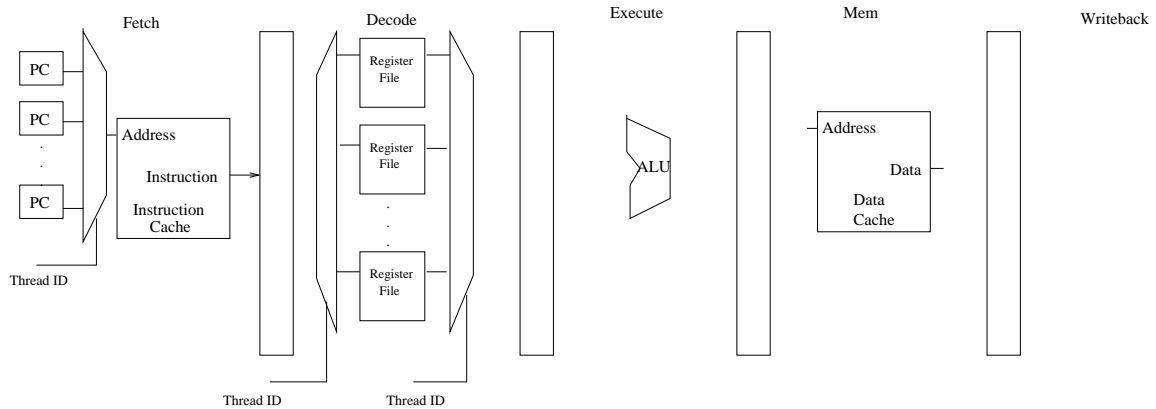 Fetch
Decode
Execute
Mem
Writeback
PC
PC
PC
Address
Instruction
Instruction
Cache
Thread ID
Register
File
Register
File
Register
File
Thread ID
Thread ID
ALU
Address
Data
Data
Cache